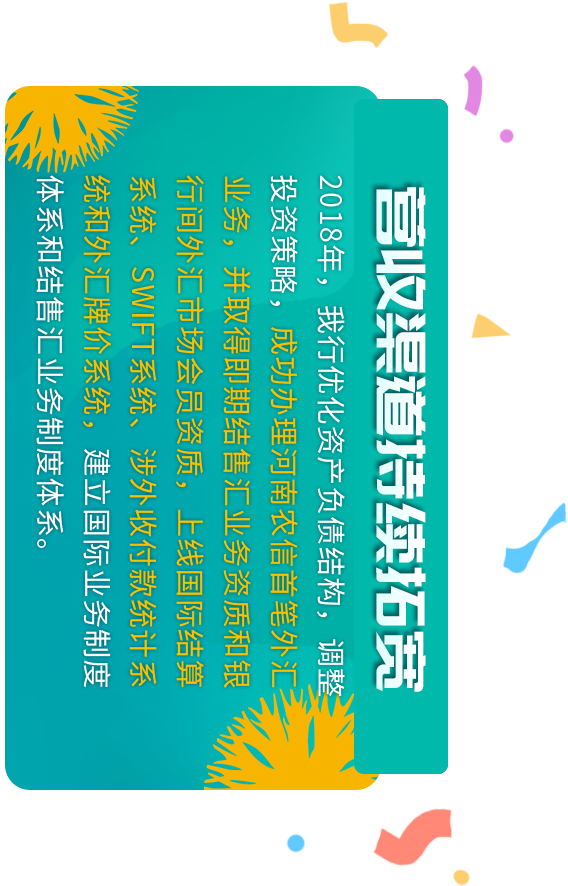 营收渠道持续拓宽
2018年，我行优化资产负债结构，调整
投资策略，成功办理河南农信首笔外汇
业务，并取得即期结售汇业务资质和银
行间外汇市场会员资质，上线国际结算
系统、SWIFT系统、涉外收付款统计系
统和外汇牌价系统，建立国际业务制度
体系和结售汇业务制度体系。